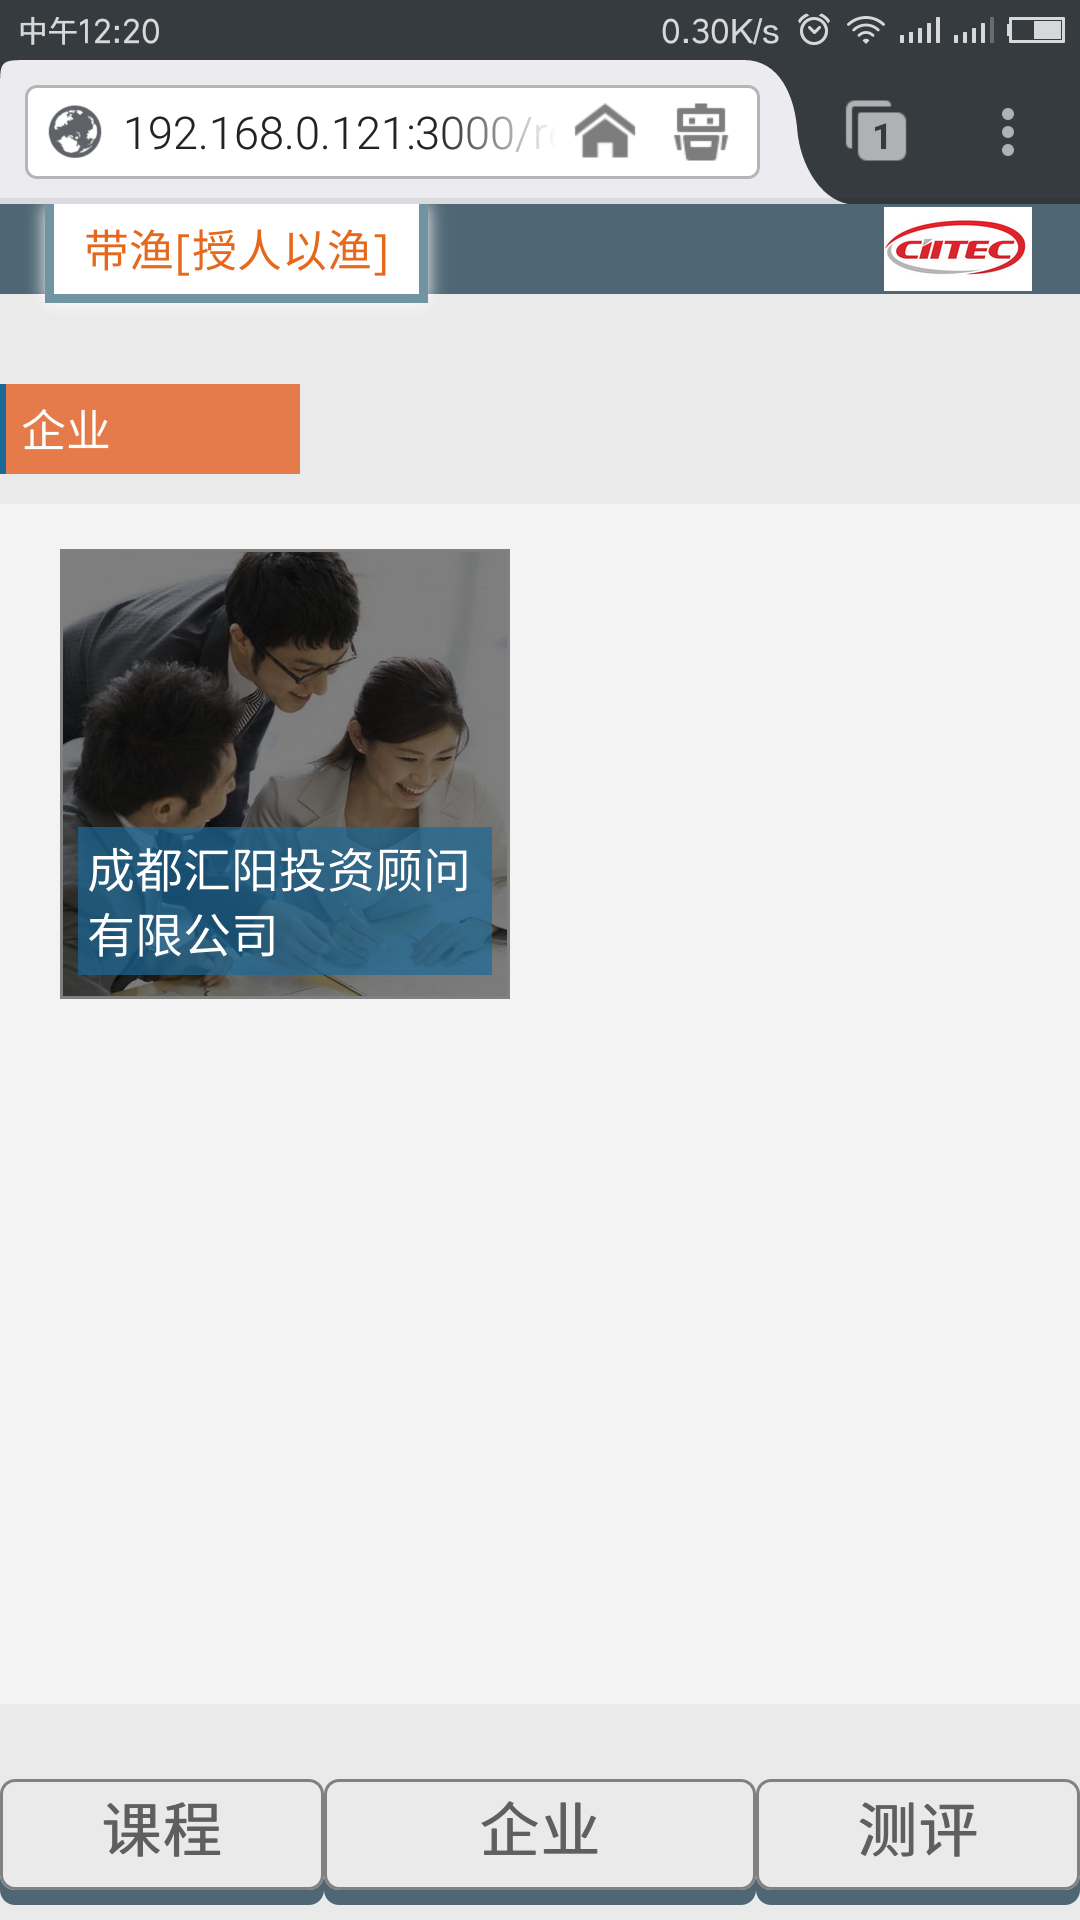 中午12:20
0.30K/s
192.168.0.121:3000/r
1
带渔[授人以渔]
CIITEC
企业
成都汇阳投资顾问
有限公司
课程
企业
测评